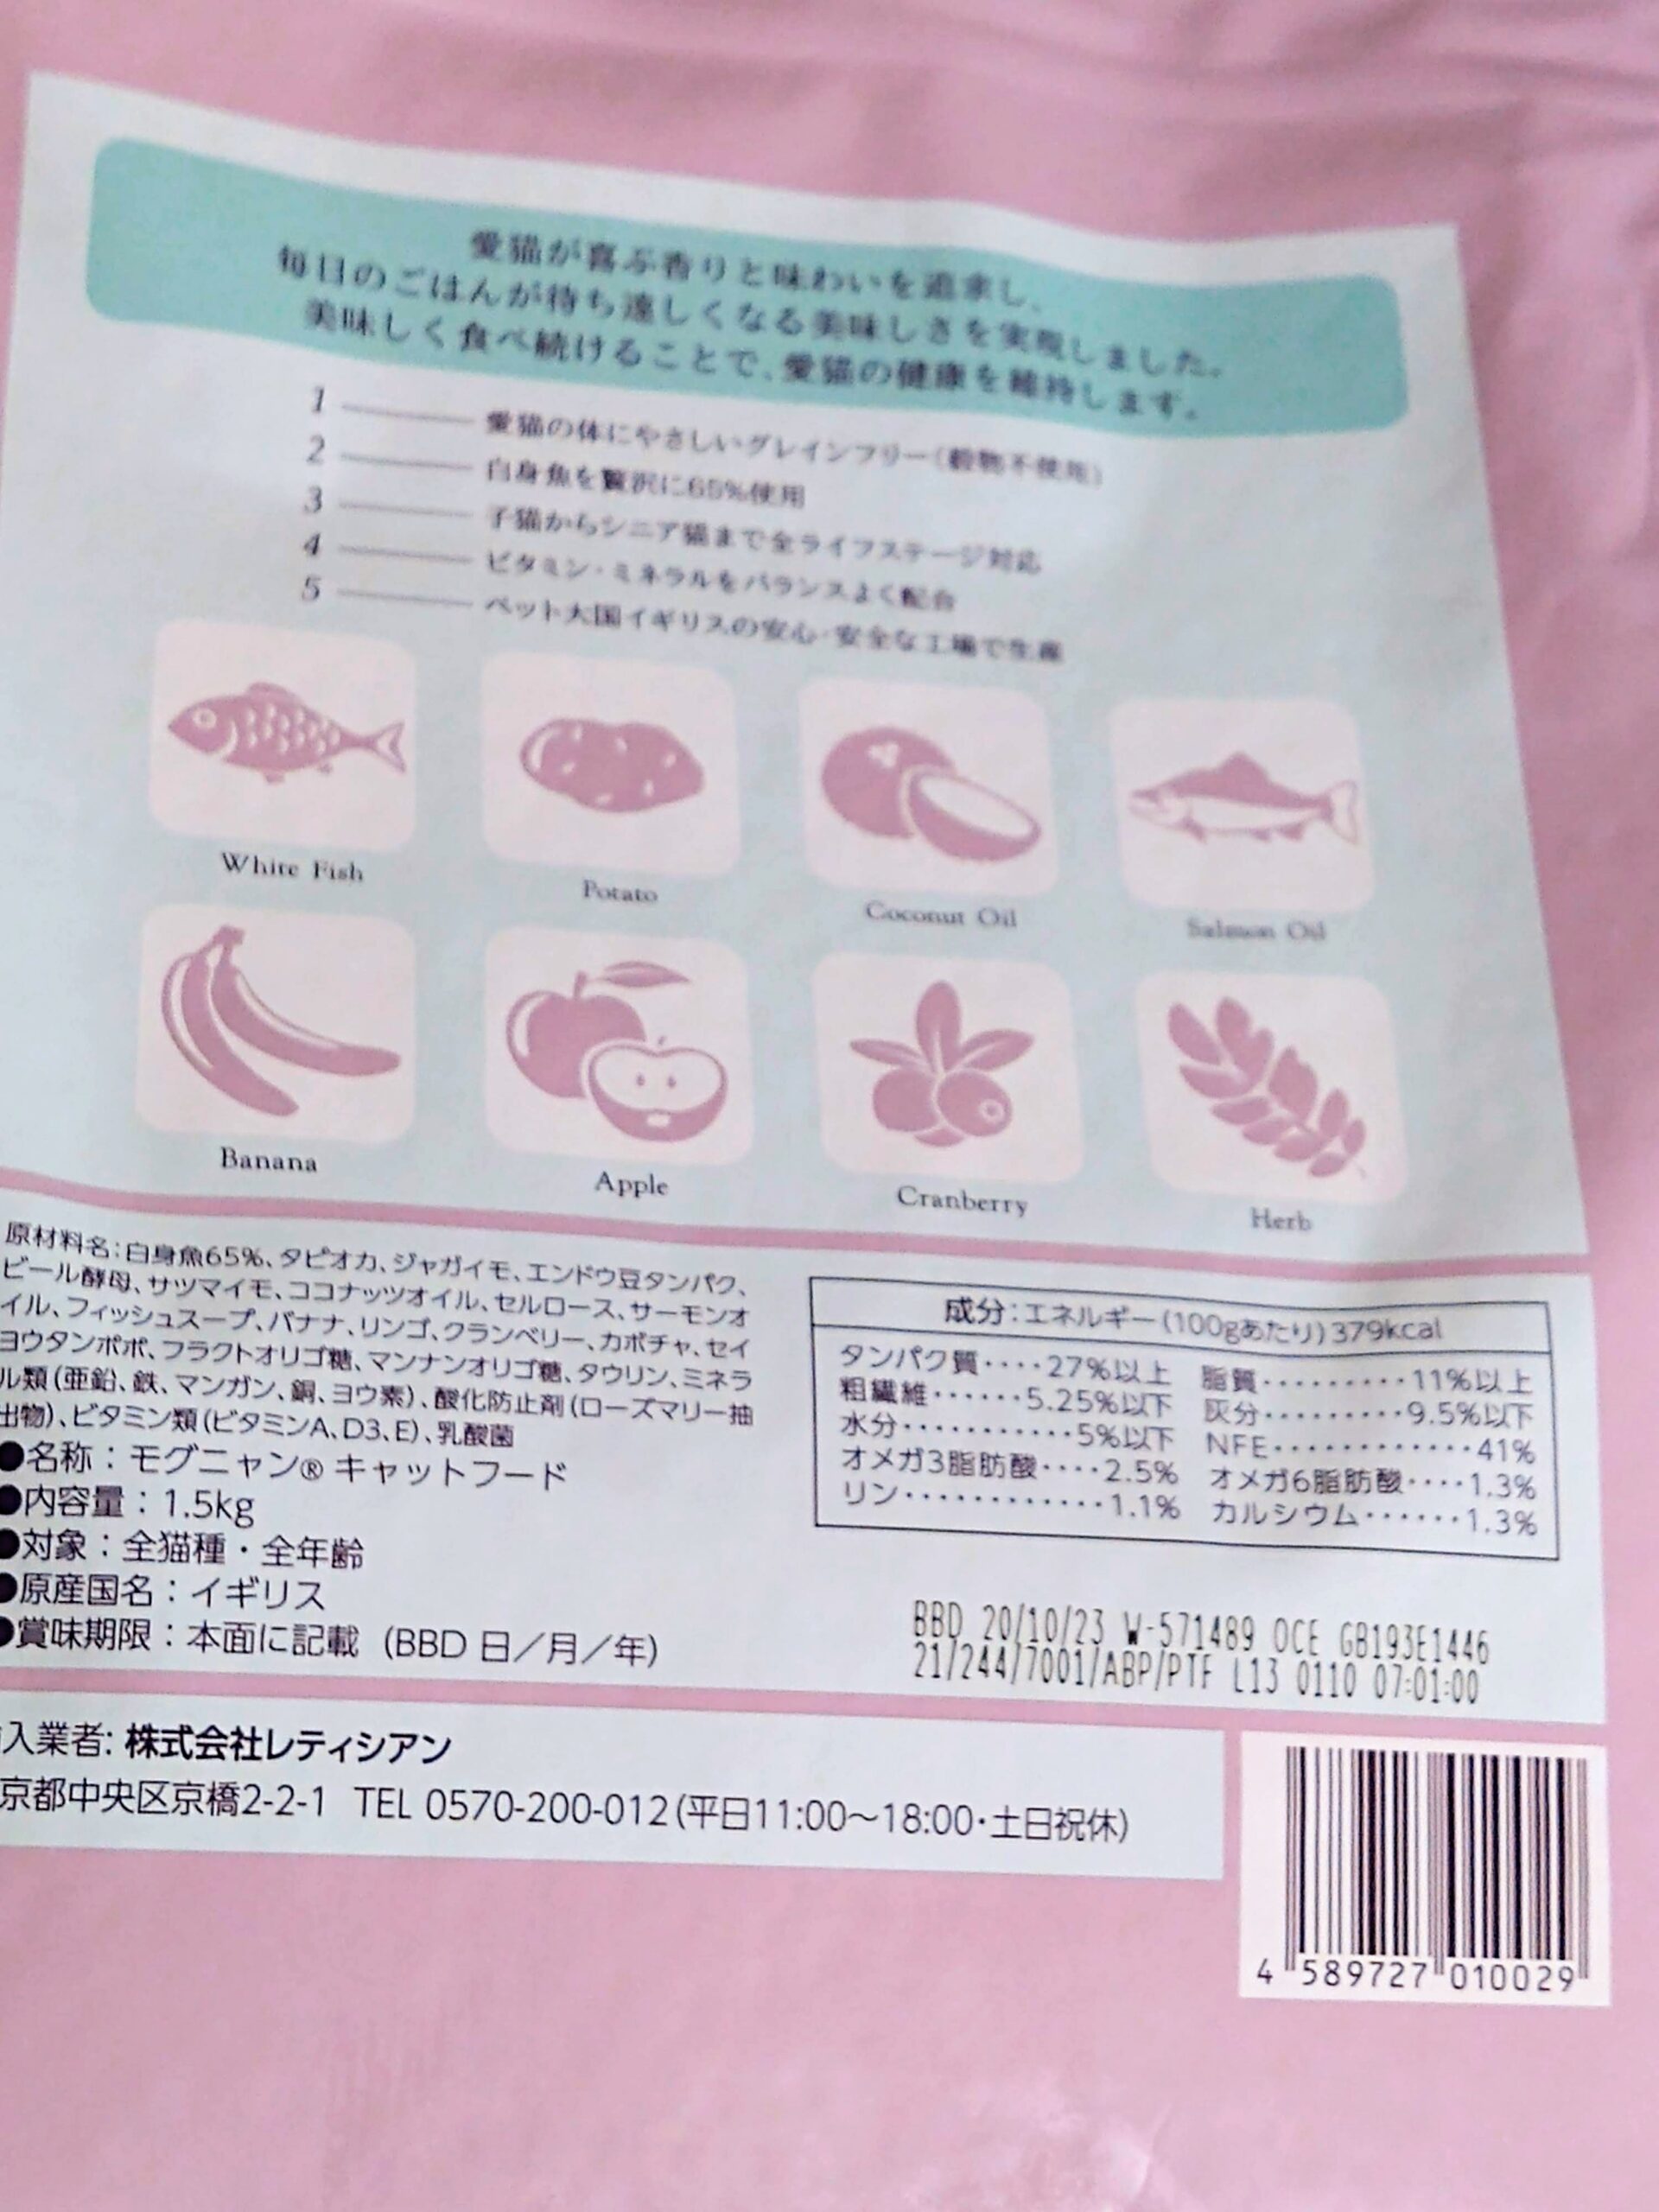 愛猫が喜ぶ香りと味わいを追求し、
毎日のごはんが待ち遠しくなる美味しさを実現しました。
美味しく食べ続けることで、愛猫の健康を維持します。
1 愛猫の体にやさしいグレインフリー(穀物不使用)
2 白身魚を贅沢に65%使用
3 子猫からシニア猫まで全ライフステージ対応
4 ビタミン・ミネラルをバランスよく配合
5 ペット大国イギリスの安心・安全な工場で生産
White Fish Potato Coconut Oil Salmon Oil
Banana Apple Cranberry Herb
原材料名:白身魚65%、タピオカ、ジャガイモ、エンドウ豆タンパク、
ビール酵母、サツマイモ、ココナッツオイル、セルロース、サーモンオ
イル、フィッシュスープ、バナナ、リンゴ、クランベリー、カボチャ、セイ
ヨウタンポポ、フラクトオリゴ糖、マンナンオリゴ糖、タウリン、ミネラ
ル類(亜鉛、鉄、マンガン、銅、ヨウ素)、酸化防止剤(ローズマリー抽
出物)、ビタミン類(ビタミンA、D3、E)、乳酸菌
●名称:モグニャン® キャットフード
●内容量:1.5kg
●対象:全猫種・全年齢
●原産国名:イギリス
●賞味期限:本面に記載 (BBD 日/月/年)
成分:エネルギー(100gあたり)379kcal
タンパク質····27%以上 脂質·········11%以上
粗繊維······5.25%以下 灰分·········9.5%以下
水分···········5%以下 NFE·············41%
オメガ3脂肪酸····2.5% オメガ6脂肪酸····1.3%
リン·············1.1% カルシウム······1.3%
BBD 20/10/23 W-571489 OCE GB193E1446
21/244/7001/ABP/PTF L13 0110 07:01:00
入業者: 株式会社レティシアン
京都中央区京橋2-2-1 TEL 0570-200-012(平日11:00〜18:00·土日祝休)
4 589727 010029